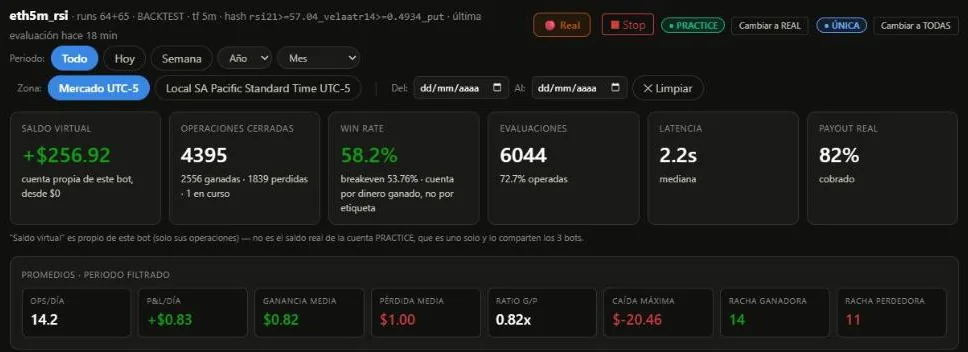 eth5m_rsi · runs 64+65 · BACKTEST · tf 5m · hash rsi21>=57.04_velaatr14>=0.4934_put · última
evaluación hace 18 min
Real
Stop
PRACTICE
Cambiar a REAL
ÚNICA
Cambiar a TODAS
Periodo: Todo Hoy Semana Año Mes
Zona: Mercado UTC-5 Local SA Pacific Standard Time UTC-5 Del: dd/mm/aaaa Al: dd/mm/aaaa × Limpiar
SALDO VIRTUAL
+$256.92
cuenta propia de este bot,
desde $0
OPERACIONES CERRADAS
4395
2556 ganadas · 1839 perdidas
· 1 en curso
WIN RATE
58.2%
breakeven 53.76% · cuenta
por dinero ganado, no por
etiqueta
EVALUACIONES
6044
72.7% operadas
LATENCIA
2.2s
mediana
PAYOUT REAL
82%
cobrado
"Saldo virtual" es propio de este bot (solo sus operaciones) — no es el saldo real de la cuenta PRACTICE, que es uno solo y lo comparten los 3 bots.
PROMEDIOS · PERIODO FILTRADO
OPS/DÍA
14.2
P&L/DÍA
+$0.83
GANANCIA MEDIA
$0.82
PÉRDIDA MEDIA
$1.00
RATIO G/P
0.82x
CAÍDA MÁXIMA
$-20.46
RACHA GANADORA
14
RACHA PERDEDORA
11